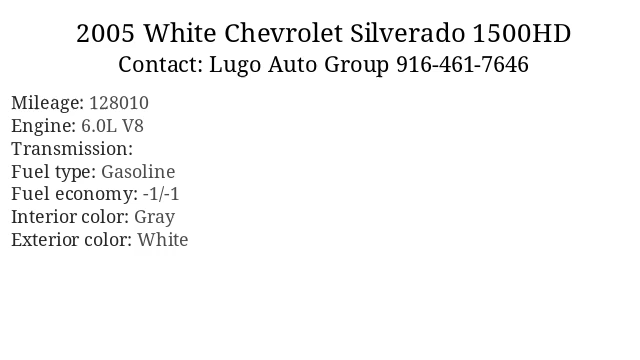 2005 White Chevrolet Silverado 1500HD
Contact: Lugo Auto Group 916-461-7646
Mileage: 128010
Engine: 6.0L V8
Transmission:
Fuel type: Gasoline
Fuel economy: -1/-1
Interior color: Gray
Exterior color: White